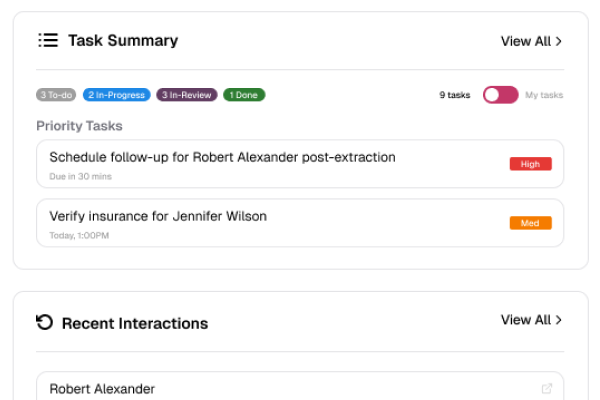 Task Summary
View All
3 To-do 2 In-Progress 3 In-Review 1 Done
9 tasks My tasks
Priority Tasks
Schedule follow-up for Robert Alexander post-extraction
High
Due in 30 mins
Verify insurance for Jennifer Wilson
Med
Today, 1:00PM
Recent Interactions
View All
Robert Alexander